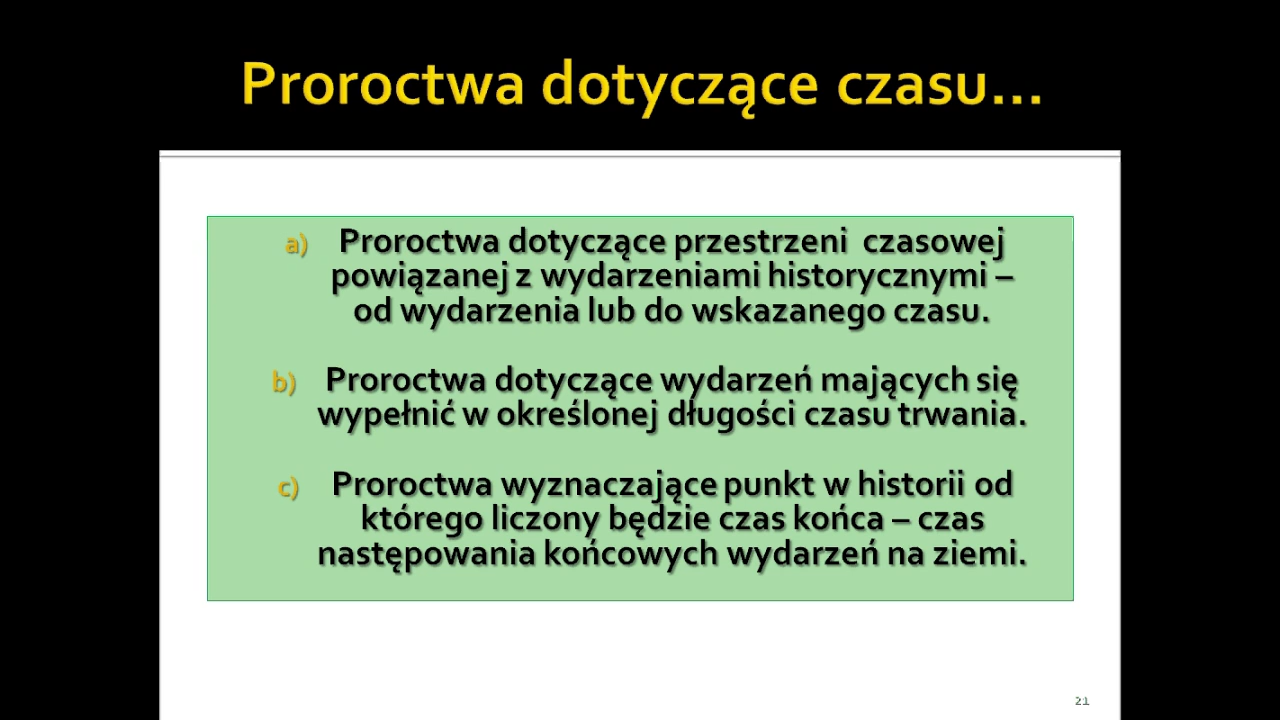 Proroctwa dotyczące czasu...
a) Proroctwa dotyczące przestrzeni czasowej
powiązanej z wydarzeniami historycznymi –
od wydarzenia lub do wskazanego czasu.
b) Proroctwa dotyczące wydarzeń mających się
wypełnić w określonej długości czasu trwania.
c) Proroctwa wyznaczające punkt w historii od
którego liczony będzie czas końca – czas
następowania końcowych wydarzeń na ziemi.
21